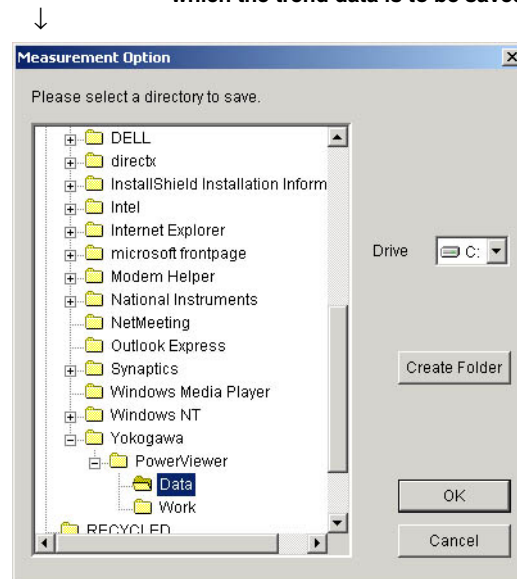 which the trend data is to be saved
↓
Measurement Option
Please select a directory to save.
DELL
directx
InstallShield Installation Inform
Intel
Internet Explorer
microsoft frontpage
Drive C:
Modem Helper
National Instruments
NetMeeting
Outlook Express
Synaptics
Create Folder
Windows Media Player
Windows NT
Yokogawa
PowerViewer
Data
OK
Work
RECYCLED
Cancel